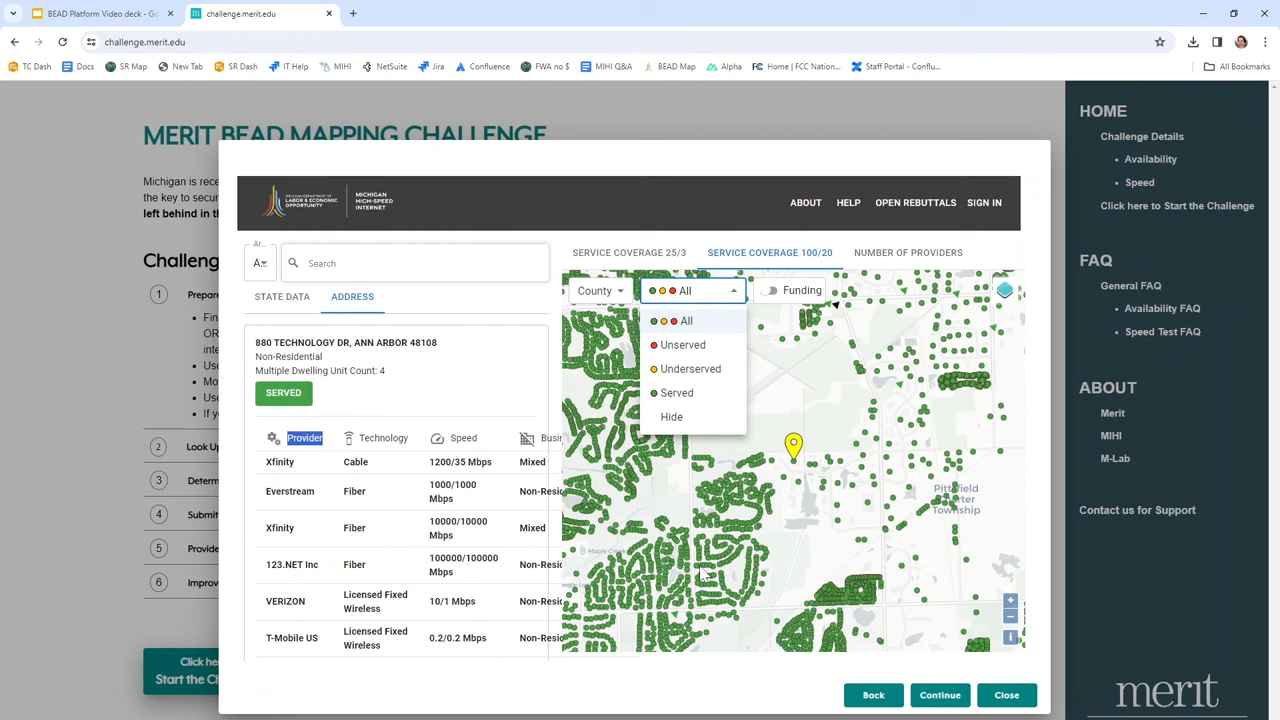 BEAD Platform Video deck - Go
challenge.merit.edu
challenge.merit.edu
TC Dash
Docs
SR Map
New Tab
SR Dash
IT Help
MIHI
NetSuite
Jira
Confluence
FWA no $
MIHI Q&A
BEAD Map
Alpha
Home | FCC Nation...
Staff Portal - Conflu...
All Bookmarks
MERIT BEAD MAPPING CHALLENGE
Michigan is rece
the key to secur
left behind in th
Challeng
1 Prepare
Fin
OR
inte
Use
Mo
Use
If y
2 Look Up
3 Determ
4 Submit
5 Provide
6 Improv
Click he
Start the Ch
MICHIGAN DEPARTMENT OF
LABOR & ECONOMIC
OPPORTUNITY
MICHIGAN
HIGH-SPEED
INTERNET
ABOUT HELP OPEN REBUTTALS SIGN IN
Ar...
A
Search
STATE DATA ADDRESS
880 TECHNOLOGY DR, ANN ARBOR 48108
Non-Residential
Multiple Dwelling Unit Count: 4
SERVED
Provider Technology Speed Busin
Xfinity Cable 1200/35 Mbps Mixed
Everstream Fiber 1000/1000 Mbps Non-Resid
Xfinity Fiber 10000/10000 Mbps Mixed
123.NET Inc Fiber 100000/100000 Mbps Non-Resid
VERIZON Licensed Fixed Wireless 10/1 Mbps Non-Resid
T-Mobile US Licensed Fixed Wireless 0.2/0.2 Mbps Non-Resid
SERVICE COVERAGE 25/3 SERVICE COVERAGE 100/20 NUMBER OF PROVIDERS
County
All
Funding
All
Unserved
Underserved
Served
Hide
Maple Creek
Township
+
−
i
Back Continue Close
HOME
Challenge Details
Availability
Speed
Click here to Start the Challenge
FAQ
General FAQ
Availability FAQ
Speed Test FAQ
ABOUT
Merit
MIHI
M-Lab
Contact us for Support
merit